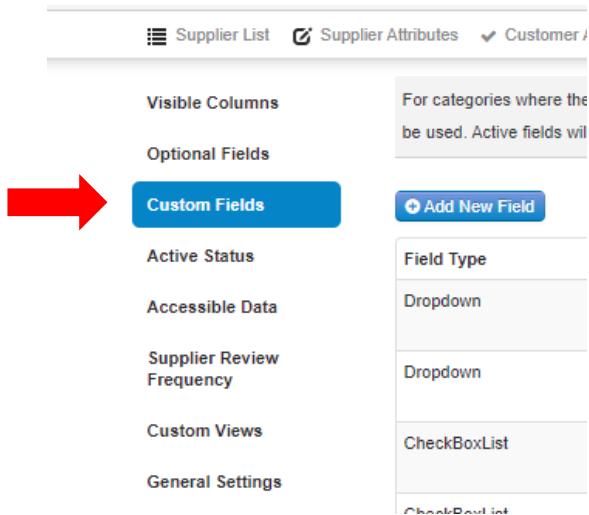 Supplier List Supplier Attributes Customer
Visible Columns
Optional Fields
Custom Fields
Active Status
Accessible Data
Supplier Review
Frequency
Custom Views
General Settings
For categories where the
be used. Active fields wil
Add New Field
Field Type
Dropdown
Dropdown
CheckBoxList
CheckBoxList